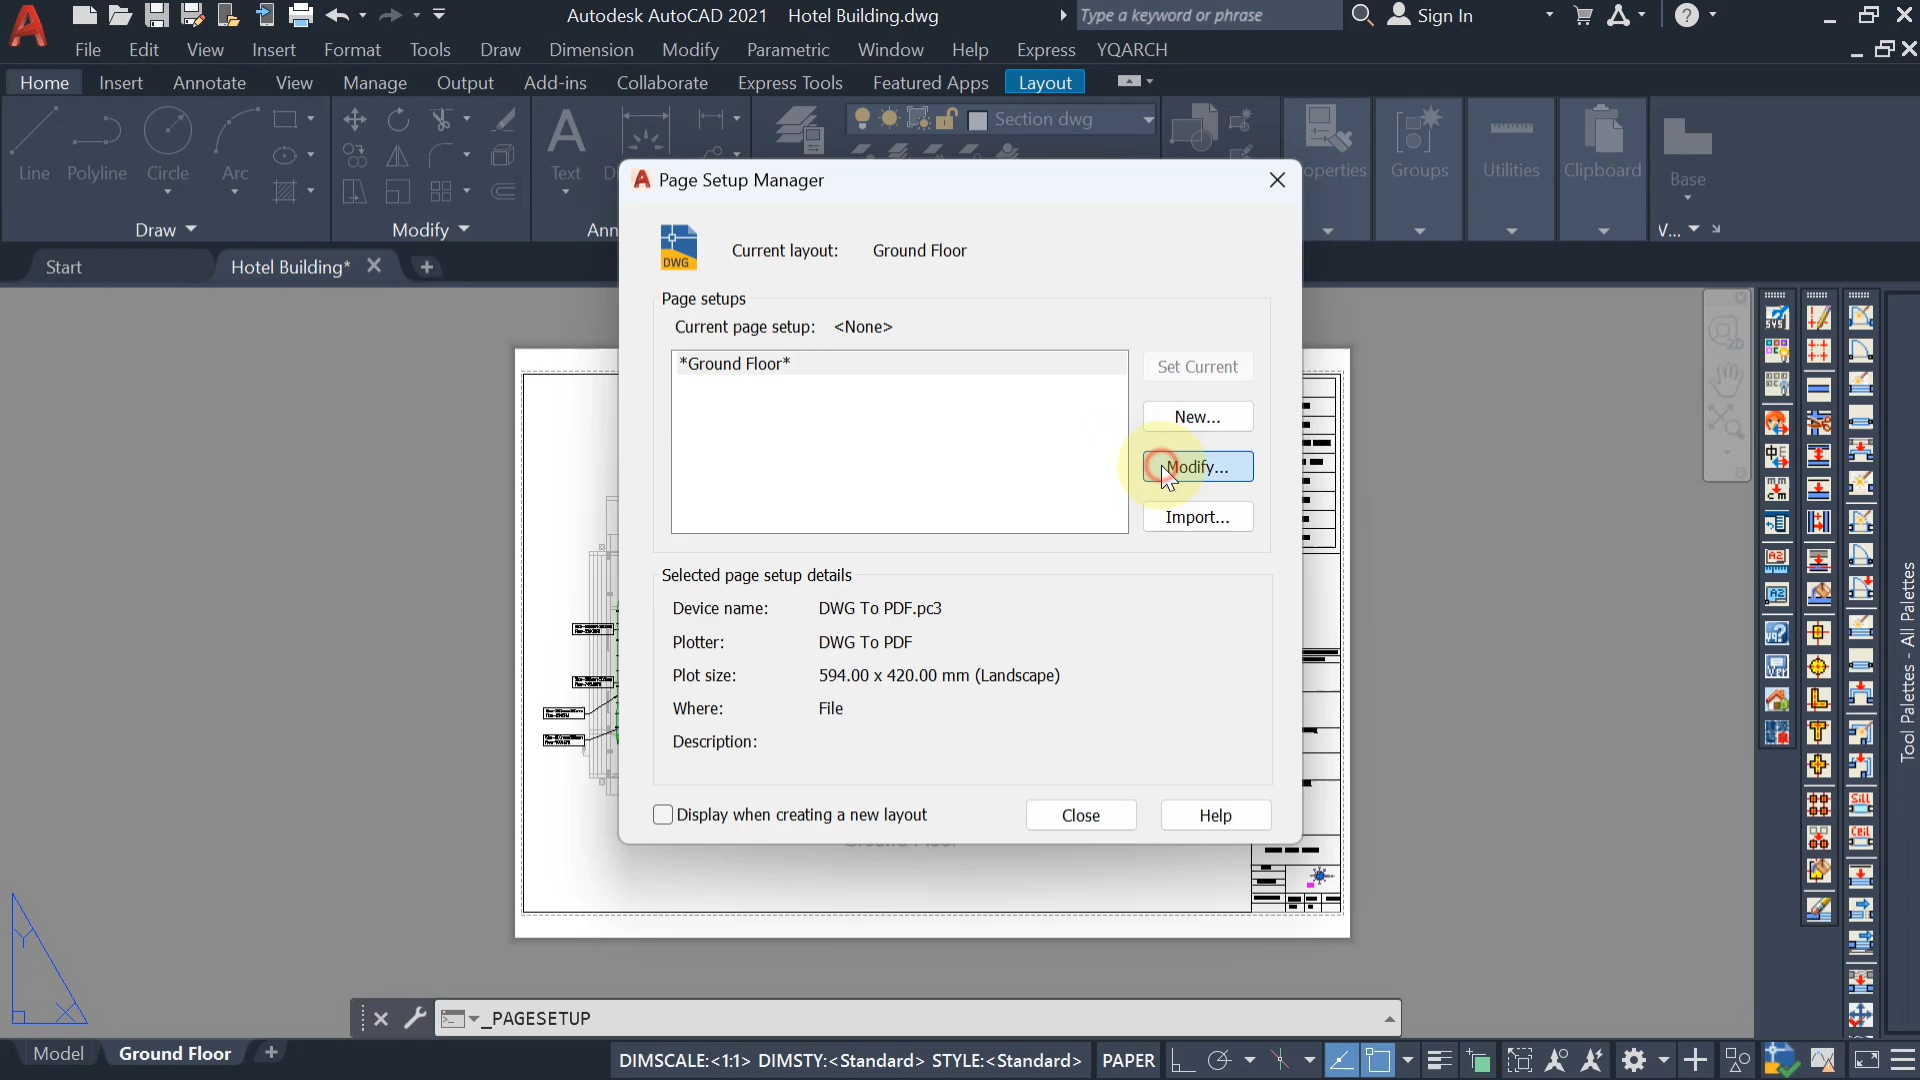 Autodesk AutoCAD 2021 Hotel Building.dwg
Type a keyword or phrase
Sign In
File Edit View Insert Format Tools Draw Dimension Modify Parametric Window Help Express YQARCH
Home Insert Annotate View Manage Output Add-ins Collaborate Express Tools Featured Apps Layout
Section dwg
Line Polyline Circle Arc
Text
Groups
Utilities
Clipboard
Base
Draw
Modify
V...
Start
Hotel Building*
Page Setup Manager
DWG
Current layout: Ground Floor
Page setups
Current page setup: <None>
*Ground Floor*
Set Current
New...
Modify...
Import...
Selected page setup details
Device name: DWG To PDF.pc3
Plotter: DWG To PDF
Plot size: 594.00 x 420.00 mm (Landscape)
Where: File
Description:
Display when creating a new layout
Close
Help
Tool Palettes - All Palettes
Y
X
_PAGESETUP
Model
Ground Floor
DIMSCALE:<1:1> DIMSTY:<Standard> STYLE:<Standard>
PAPER